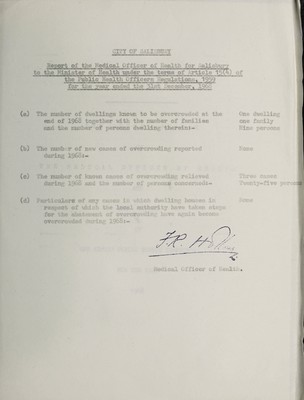 CITY OF SALISBURY
Report of the Medical Officer of Health for Salisbury
to the Minister of Health under the terms of Article 15(4) of
the Public Health Officers Regulations, 1959
for the year ended the 31st December, 1968
(a) The number of dwellings known to be overcrowded at the One dwelling
end of 1968 together with the number of families one family
and the number of persons dwelling therein:- Nine persons
(b) The number of new cases of overcrowding reported None
during 1968:-
(c) The number of known cases of overcrowding relieved Three cases
during 1968 and the number of persons concerned:- Twenty-five persons
(d) Particulars of any cases in which dwelling houses in None
respect of which the local authority have taken steps
for the abatement of overcrowding have again become
overcrowded during 1968:-
Medical Officer of Health.